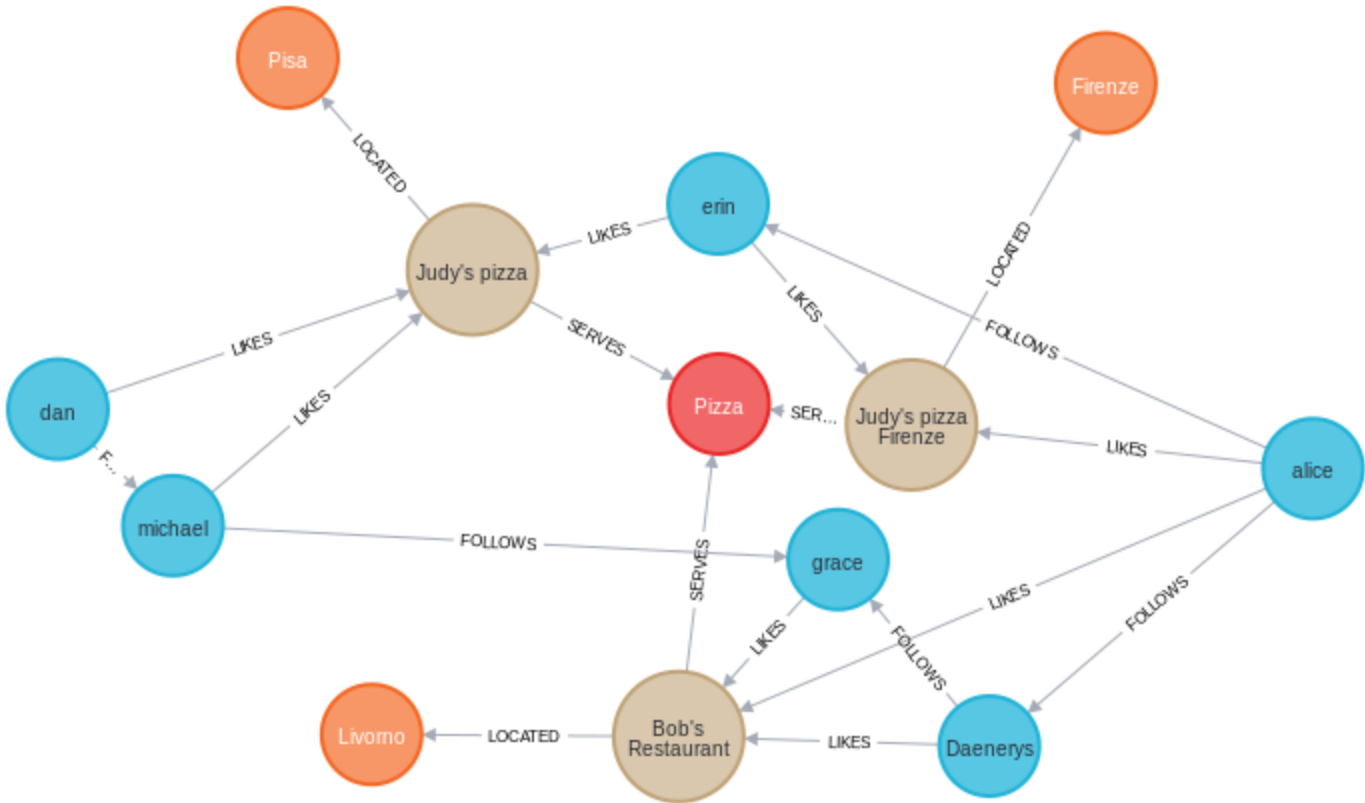 Pisa
Firenze
LOCATED
erin
LIKES
Judy's pizza
LOCATED
LIKES
FOLLOWS
SERVES
LIKES
dan
LIKES
Pizza
SER...
Judy's pizza
Firenze
LIKES
alice
F...
michael
FOLLOWS
SERVES
grace
LIKES
FOLLOWS
LIKES
FOLLOWS
Livorno
LOCATED
Bob's
Restaurant
LIKES
Daenerys